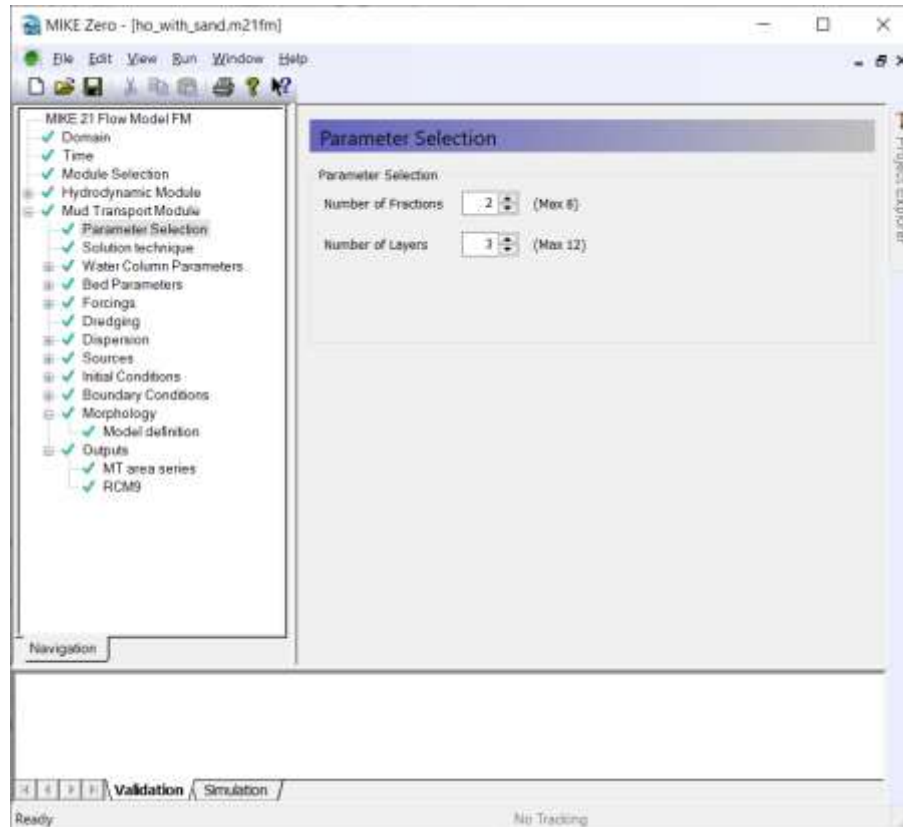 MIKE Zero - [ho_with_sand.m21fm]
File Edit View Run Window Help
MIKE 21 Flow Model FM
Domain
Time
Module Selection
Hydrodynamic Module
Mud Transport Module
Parameter Selection
Solution technique
Water Column Parameters
Bed Parameters
Forcings
Dredging
Dispersion
Sources
Initial Conditions
Boundary Conditions
Morphology
Model definition
Outputs
MT area series
RCM9
Navigation
Parameter Selection
Parameter Selection
Number of Fractions 2 (Max 8)
Number of Layers 3 (Max 12)
Project Explorer
Validation Simulation
Ready No Tracking